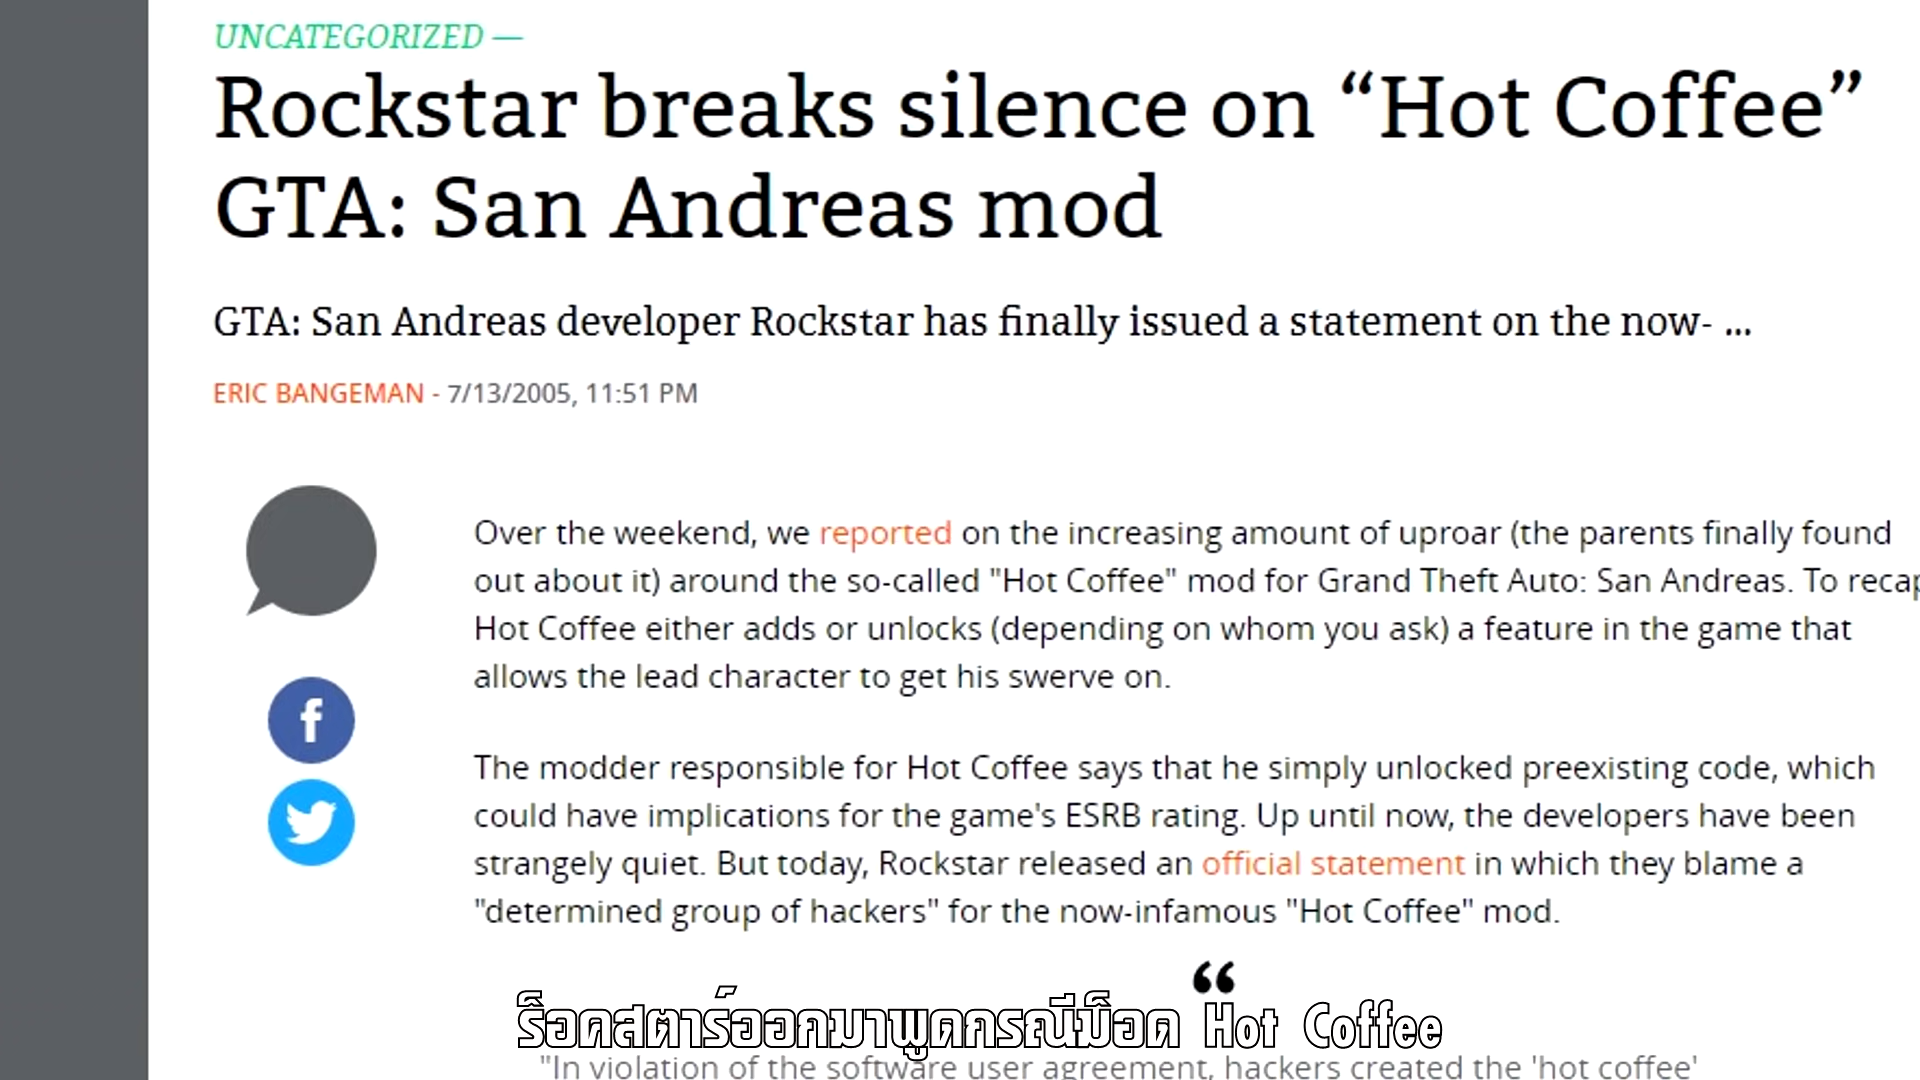 UNCATEGORIZED —
Rockstar breaks silence on “Hot Coffee”
GTA: San Andreas mod
GTA: San Andreas developer Rockstar has finally issued a statement on the now- ...
ERIC BANGEMAN - 7/13/2005, 11:51 PM
Over the weekend, we reported on the increasing amount of uproar (the parents finally found
out about it) around the so-called "Hot Coffee" mod for Grand Theft Auto: San Andreas. To recap
Hot Coffee either adds or unlocks (depending on whom you ask) a feature in the game that
allows the lead character to get his swerve on.
The modder responsible for Hot Coffee says that he simply unlocked preexisting code, which
could have implications for the game's ESRB rating. Up until now, the developers have been
strangely quiet. But today, Rockstar released an official statement in which they blame a
"determined group of hackers" for the now-infamous "Hot Coffee" mod.
“
ร็อคสตาร์ออกมาพูดกรณีม็อด Hot Coffee
"In violation of the software user agreement, hackers created the 'hot coffee'